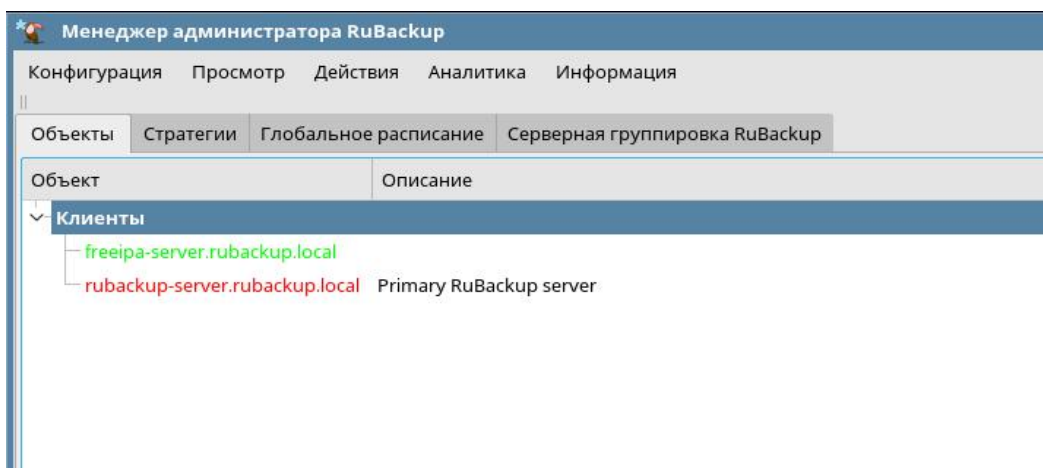 Менеджер администратора RuBackup
Конфигурация Просмотр Действия Аналитика Информация
Объекты Стратегии Глобальное расписание Серверная группировка RuBackup
Объект Описание
Клиенты
freeipa-server.rubackup.local
rubackup-server.rubackup.local Primary RuBackup server